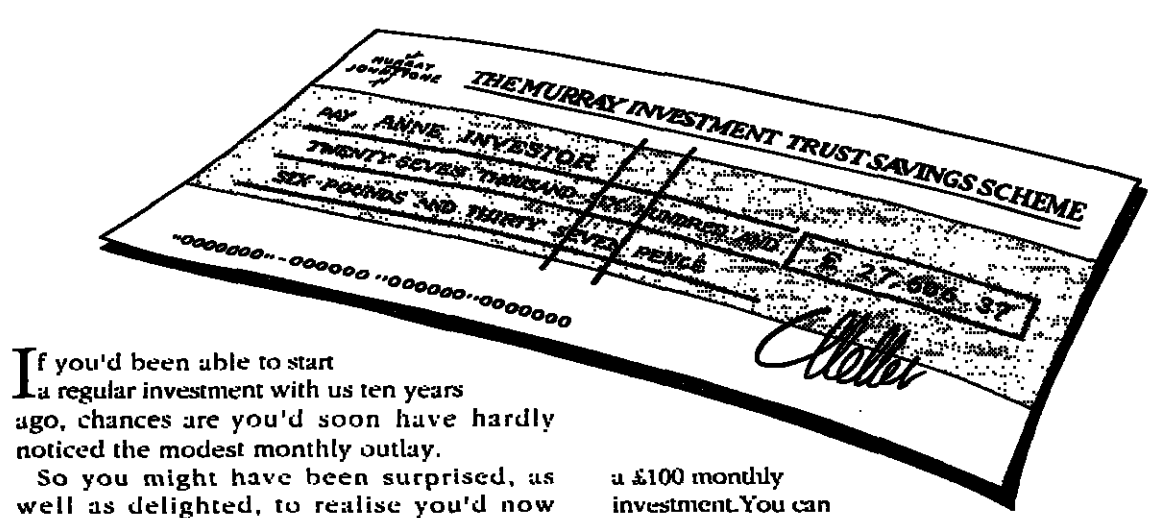 MURRAY
JOHNSTONE
THE MURRAY INVESTMENT TRUST SAVINGS SCHEME
PAY ANNE INVESTOR
TWENTY SEVEN THOUSAND SIX HUNDRED AND
SIX POUNDS AND THIRTY SEVEN PENCE
£ 27,606 37
"0000000"-000000 "000000"0000000
If you'd been able to start
a regular investment with us ten years
ago, chances are you'd soon have hardly
noticed the modest monthly outlay.
So you might have been surprised, as
well as delighted, to realise you'd now
a £100 monthly
investment. You can